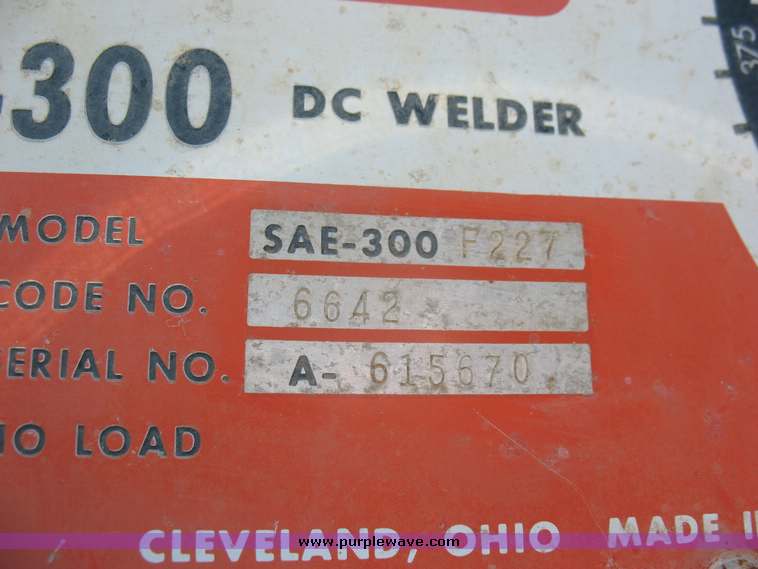 -300 DC WELDER
375
MODEL SAE-300 F227
CODE NO. 6642
ERIAL NO. A- 615670
NO LOAD
CLEVELAND, OHIO MADE I
www.purplewave.com